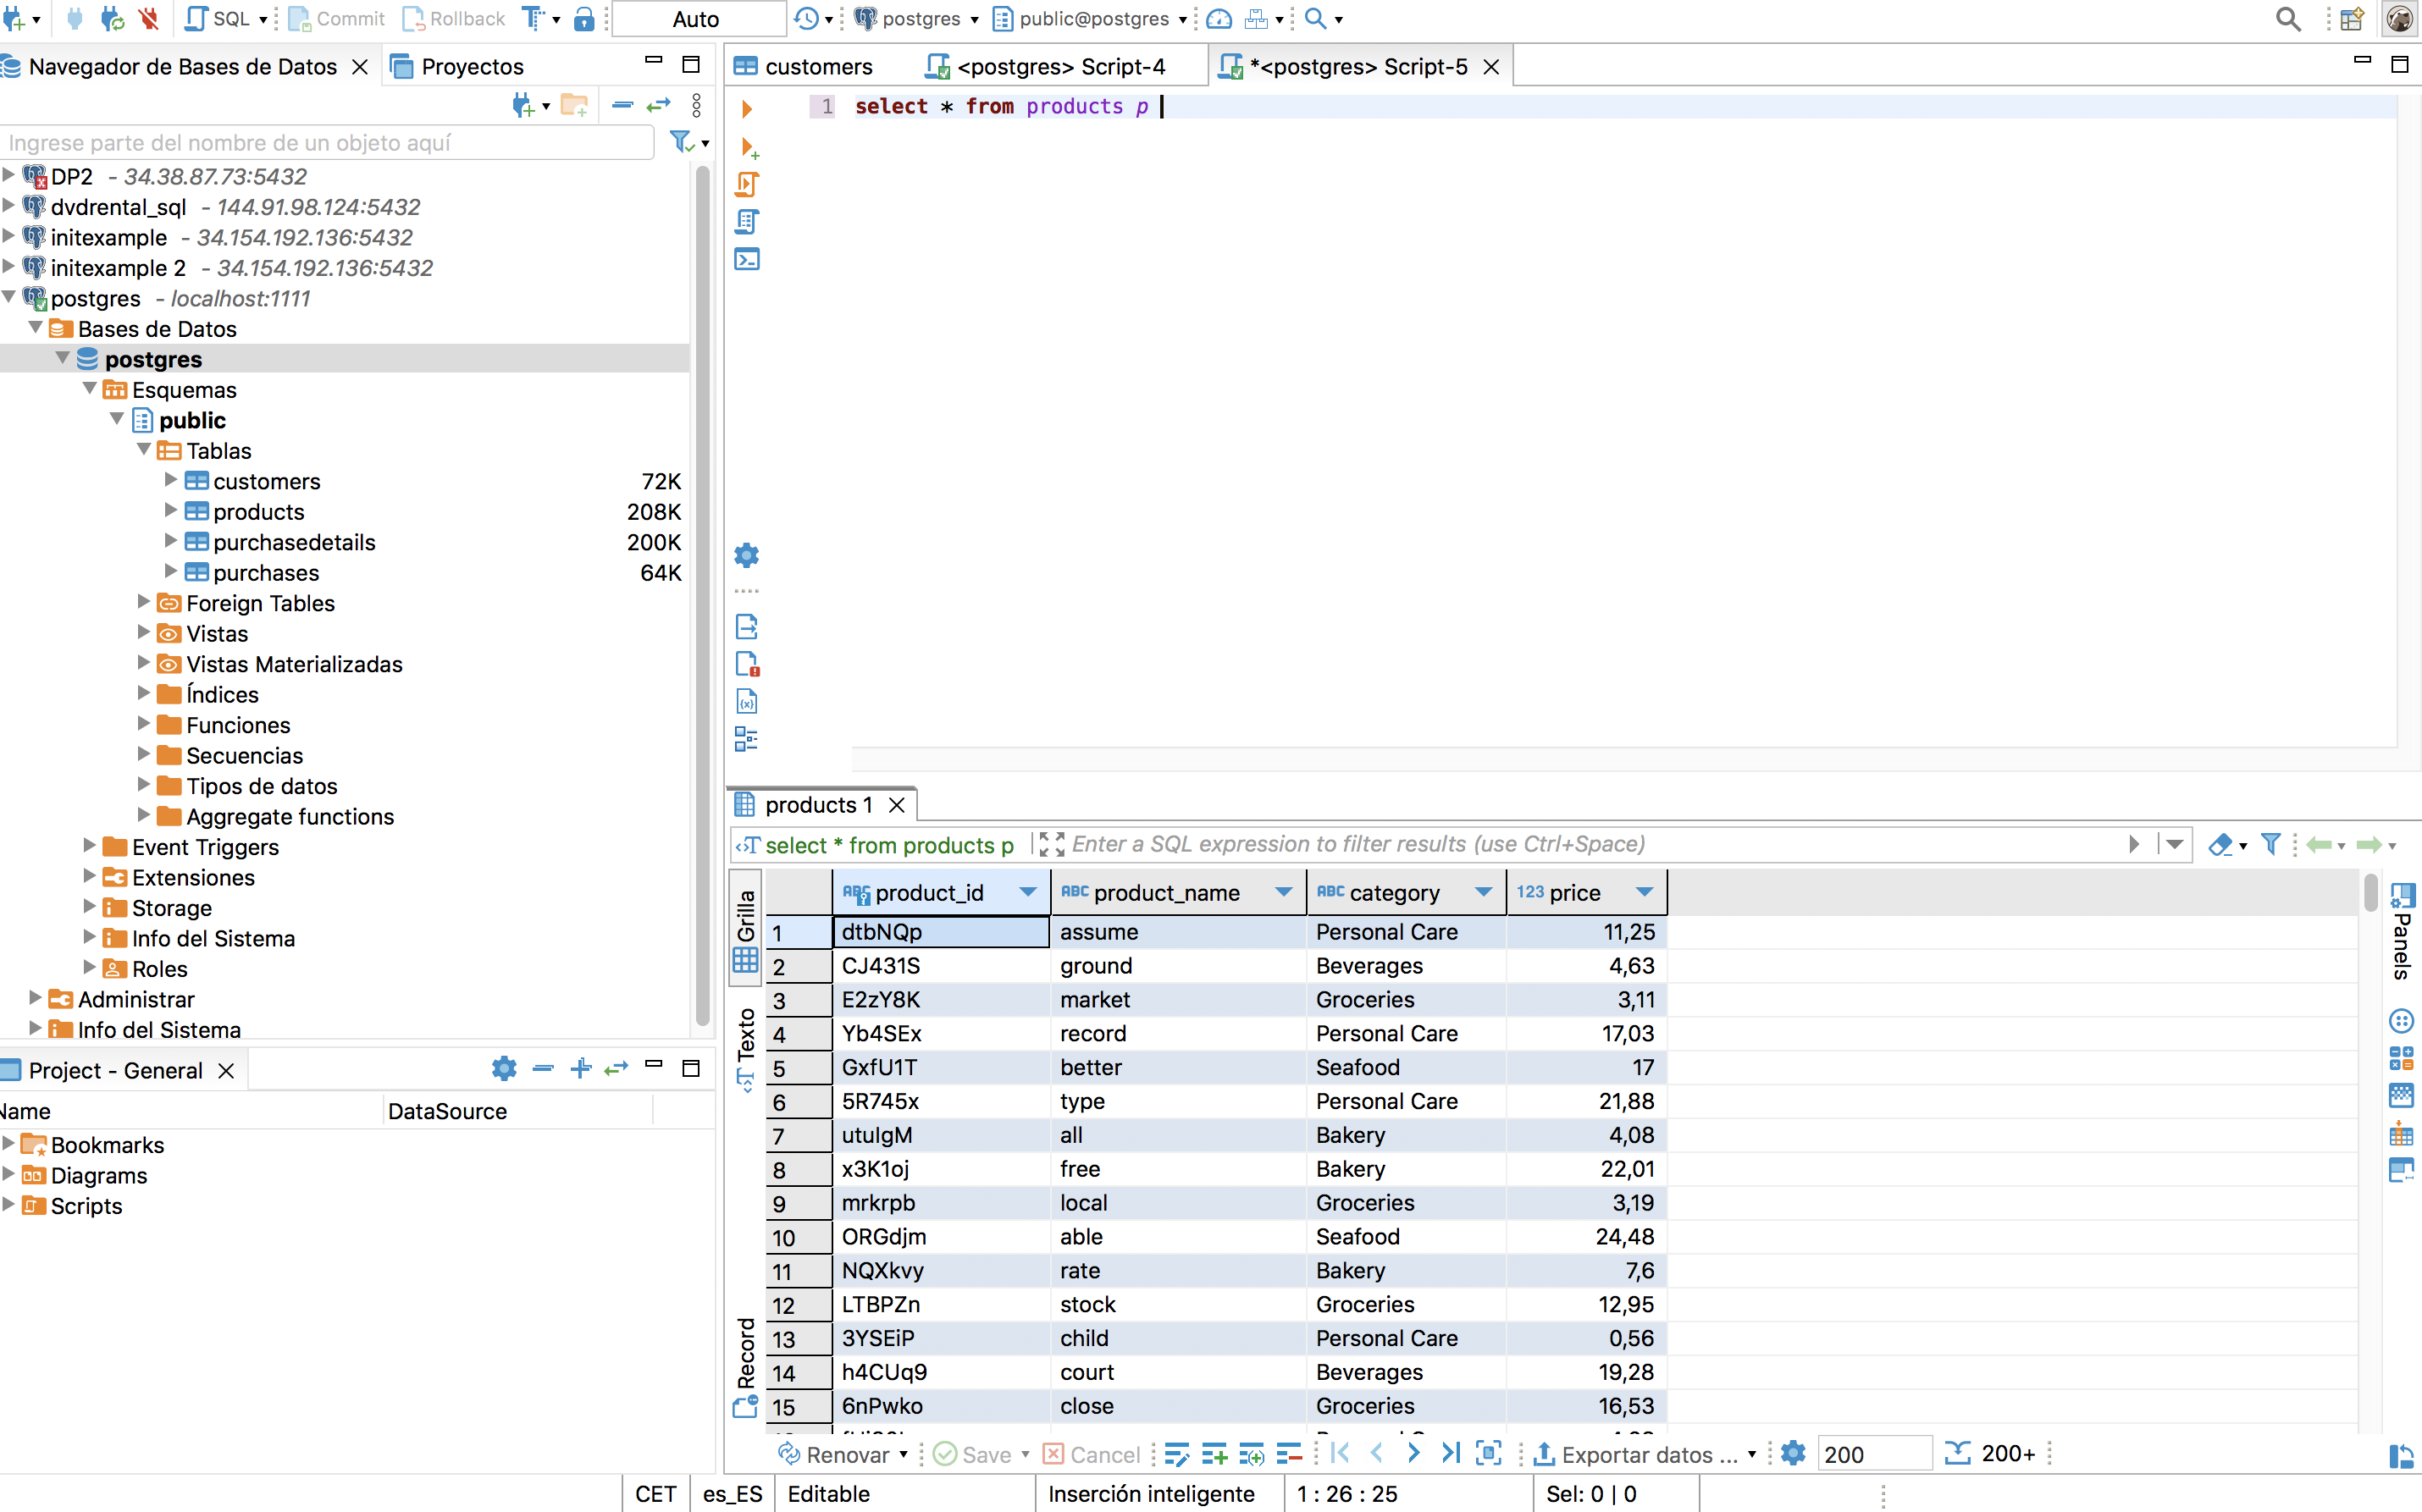 SQL Commit Rollback T Auto postgres public@postgres
Navegador de Bases de Datos Proyectos
customers <postgres> Script-4 *<postgres> Script-5
1 select * from products p
Ingrese parte del nombre de un objeto aquí
DP2 - 34.38.87.73:5432
dvdrental_sql - 144.91.98.124:5432
initexample - 34.154.192.136:5432
initexample 2 - 34.154.192.136:5432
postgres - localhost:1111
Bases de Datos
postgres
Esquemas
public
Tablas
customers 72K
products 208K
purchasedetails 200K
purchases 64K
Foreign Tables
Vistas
Vistas Materializadas
Índices
Funciones
Secuencias
Tipos de datos
Aggregate functions
Event Triggers
Extensiones
Storage
Info del Sistema
Roles
Administrar
Info del Sistema
Project - General
Name DataSource
Bookmarks
Diagrams
Scripts
products 1
select * from products p Enter a SQL expression to filter results (use Ctrl+Space)
Grilla
Texto
Record
Panels
ABC product_id ABC product_name ABC category 123 price
1 dtbNQp assume Personal Care 11,25
2 CJ431S ground Beverages 4,63
3 E2zY8K market Groceries 3,11
4 Yb4SEx record Personal Care 17,03
5 GxfU1T better Seafood 17
6 5R745x type Personal Care 21,88
7 utulgM all Bakery 4,08
8 x3K1oj free Bakery 22,01
9 mrkrpb local Groceries 3,19
10 ORGdjm able Seafood 24,48
11 NQXkvy rate Bakery 7,6
12 LTBPZn stock Groceries 12,95
13 3YSEiP child Personal Care 0,56
14 h4CUq9 court Beverages 19,28
15 6nPwko close Groceries 16,53
Renovar Save Cancel Exportar datos ... 200 200+
CET es_ES Editable Inserción inteligente 1 : 26 : 25 Sel: 0 | 0